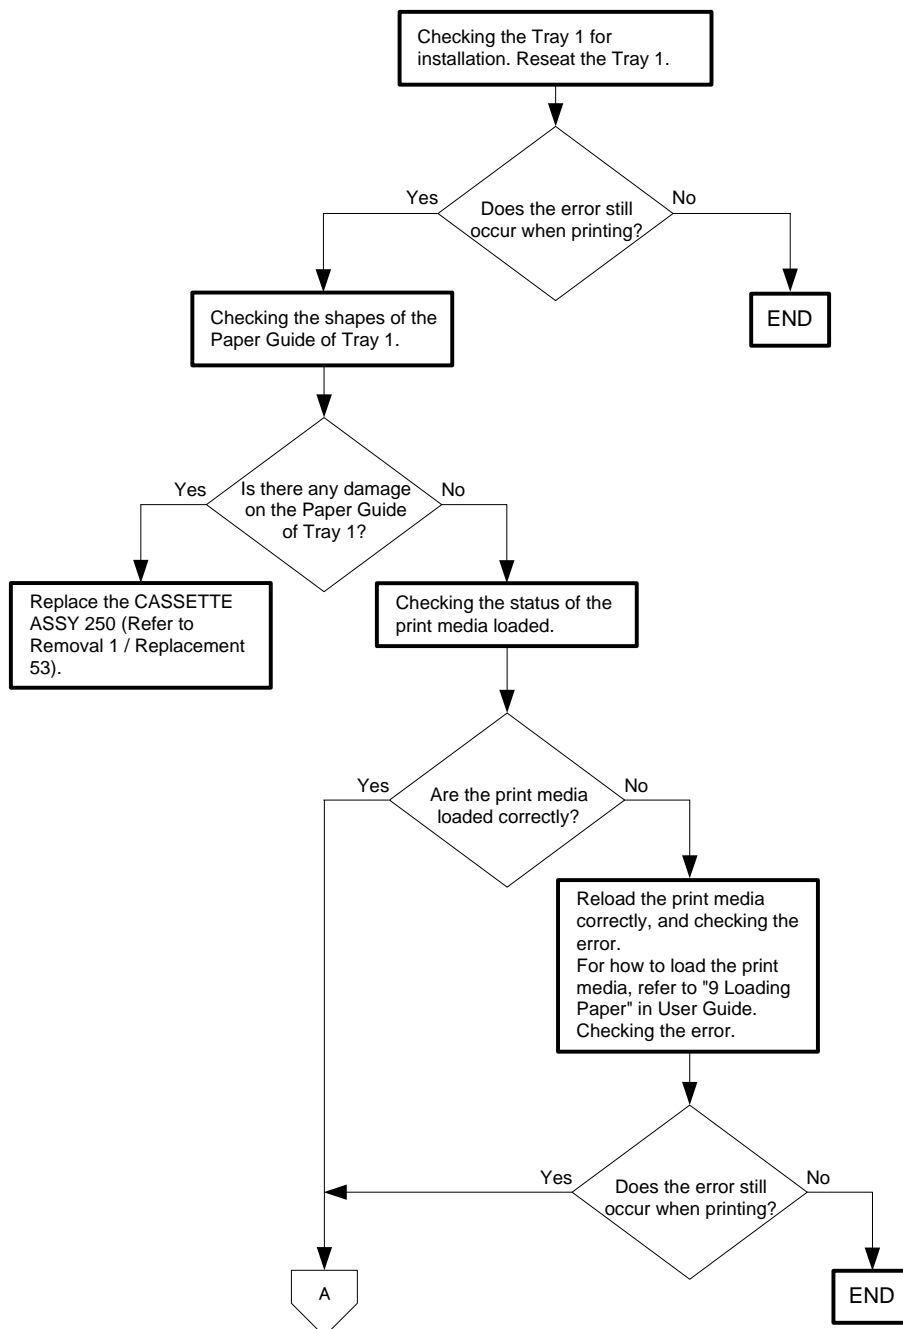 Checking the Tray 1 for
installation. Reseat the Tray 1.
Yes
No
Does the error still
occur when printing?
Checking the shapes of the
Paper Guide of Tray 1.
END
Yes
No
Is there any damage
on the Paper Guide
of Tray 1?
Replace the CASSETTE
ASSY 250 (Refer to
Removal 1 / Replacement
53).
Checking the status of the
print media loaded.
Yes
No
Are the print media
loaded correctly?
Reload the print media
correctly, and checking the
error.
For how to load the print
media, refer to "9 Loading
Paper" in User Guide.
Checking the error.
Yes
No
Does the error still
occur when printing?
A
END